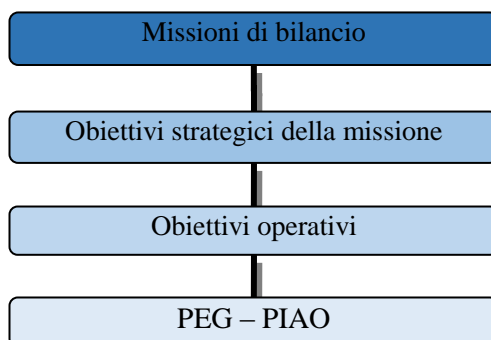 Missioni di bilancio
Obiettivi strategici della missione
Obiettivi operativi
PEG – PIAO